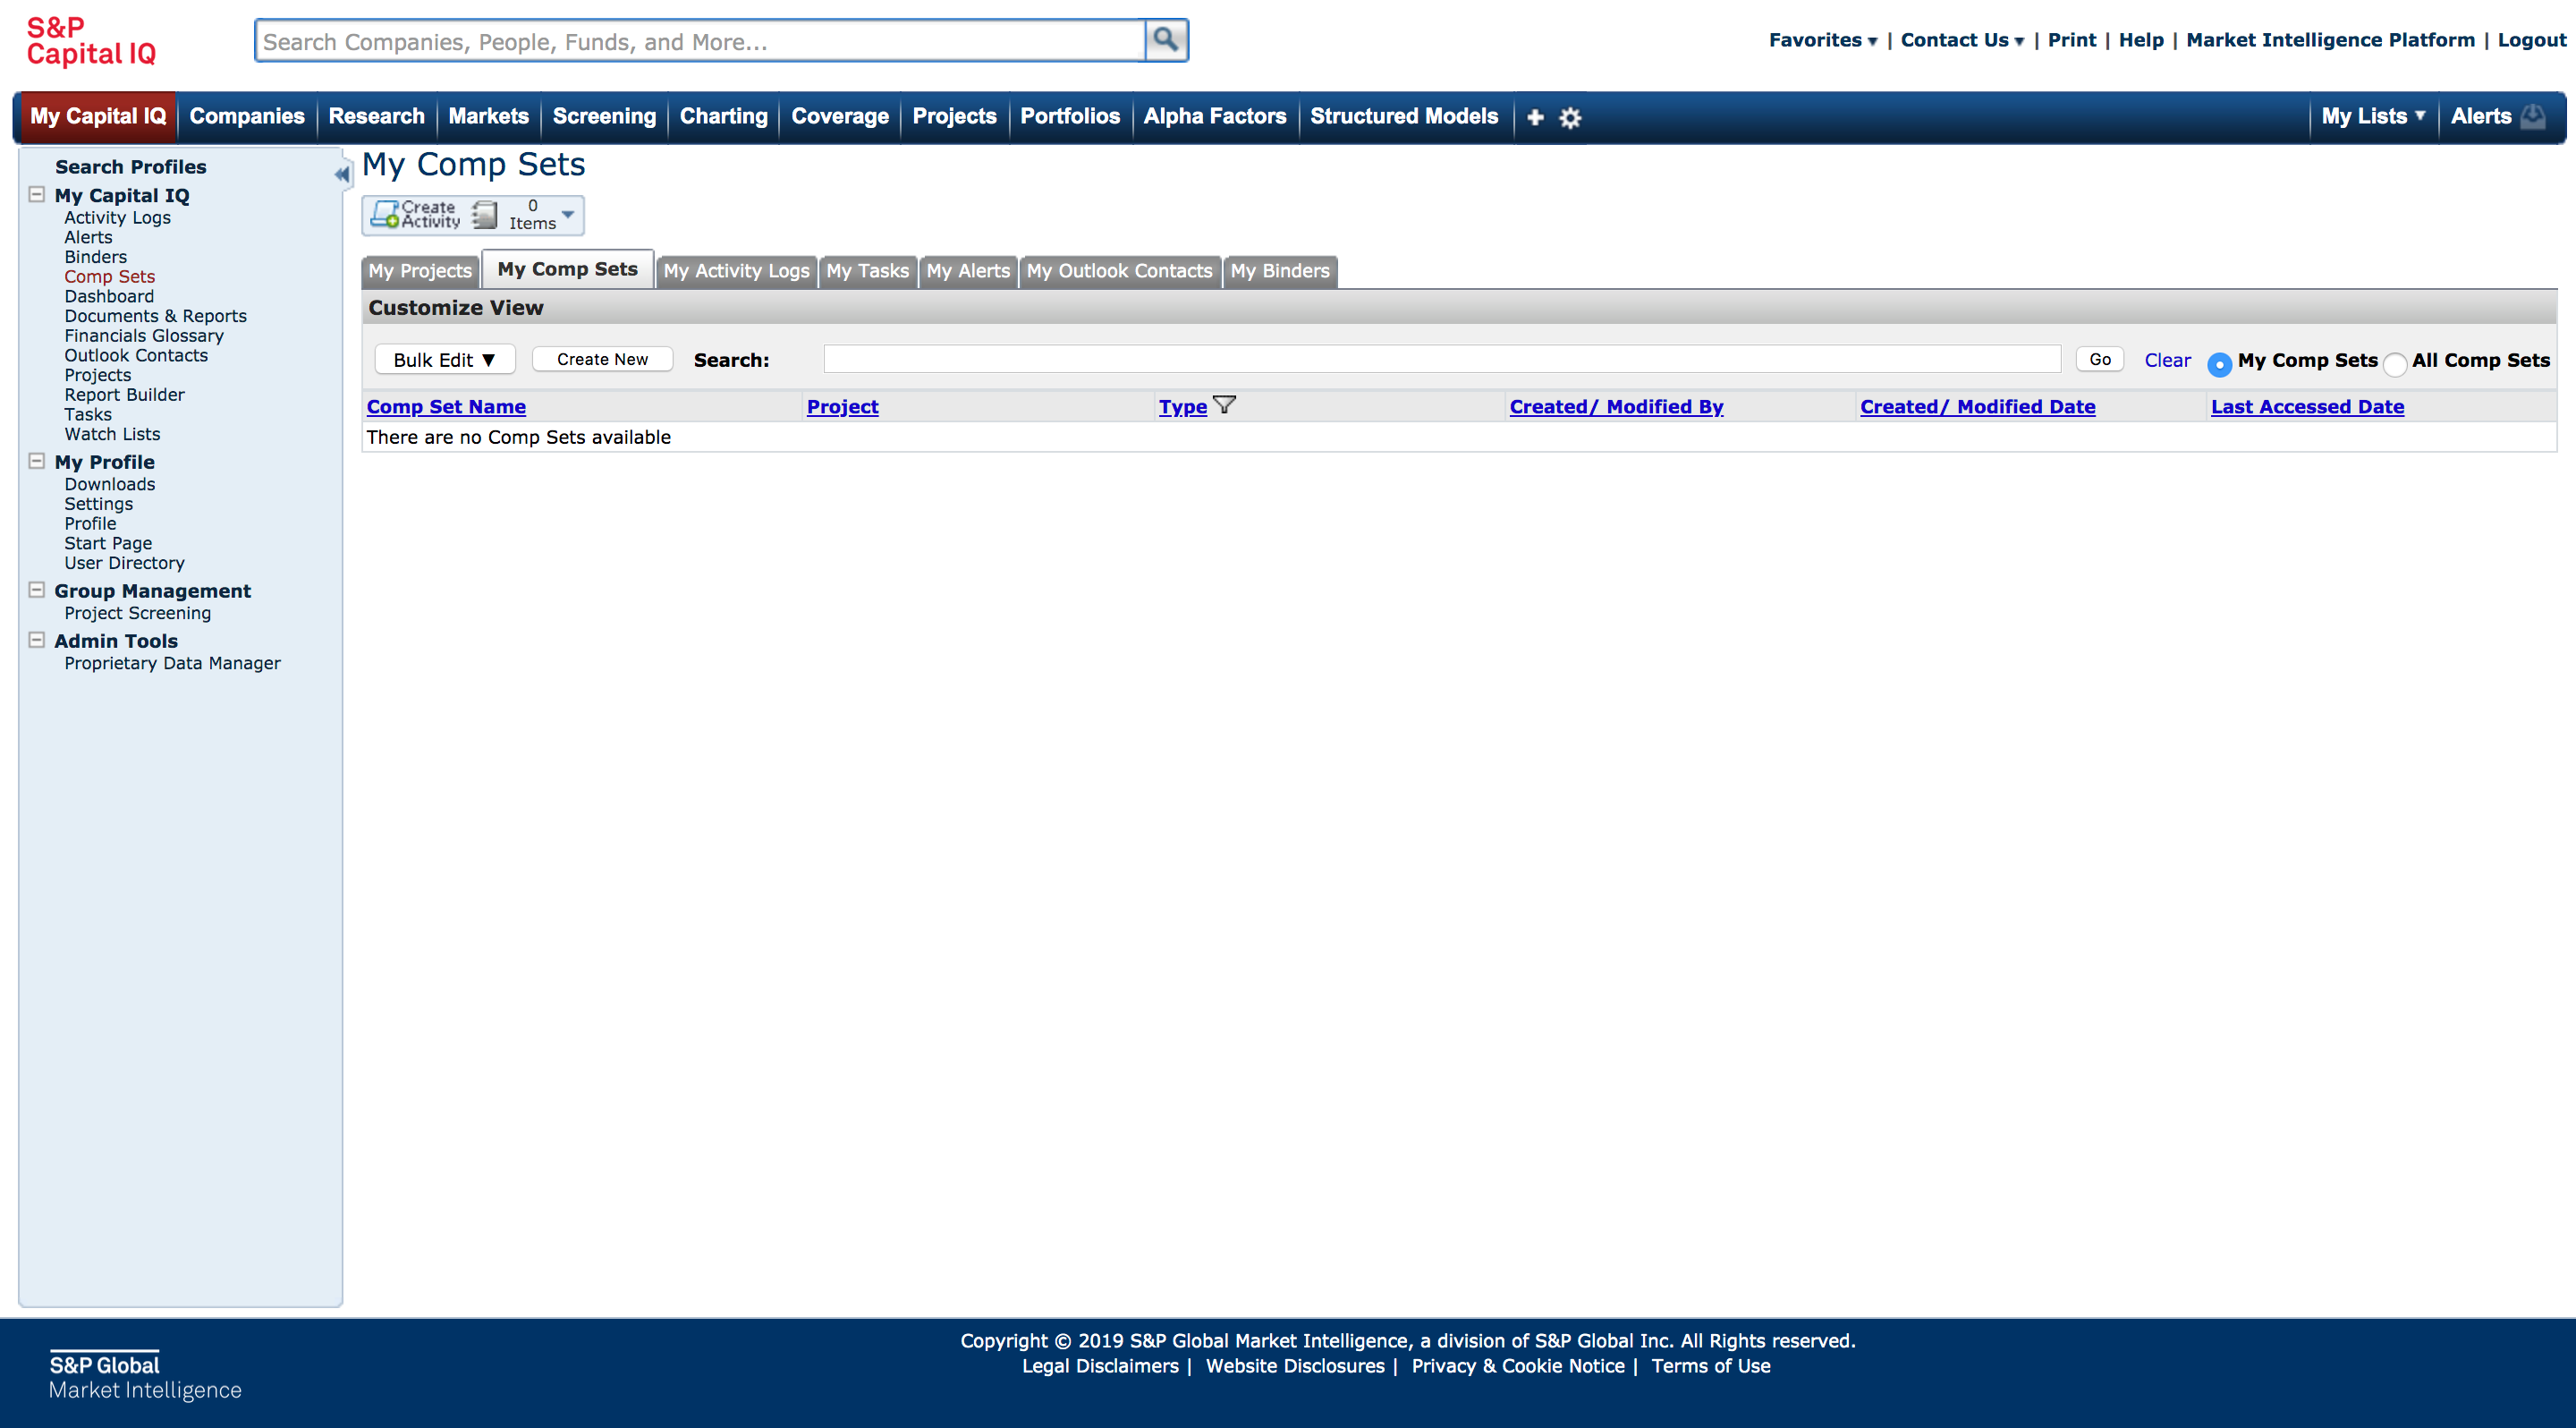 S&P
Capital IQ
Search Companies, People, Funds, and More...
Favorites ▾ | Contact Us ▾ | Print | Help | Market Intelligence Platform | Logout
My Capital IQ Companies Research Markets Screening Charting Coverage Projects Portfolios Alpha Factors Structured Models My Lists ▼ Alerts
Search Profiles
My Capital IQ
Activity Logs
Alerts
Binders
Comp Sets
Dashboard
Documents & Reports
Financials Glossary
Outlook Contacts
Projects
Report Builder
Tasks
Watch Lists
My Profile
Downloads
Settings
Profile
Start Page
User Directory
Group Management
Project Screening
Admin Tools
Proprietary Data Manager
My Comp Sets
Create Activity 0 Items
My Projects My Comp Sets My Activity Logs My Tasks My Alerts My Outlook Contacts My Binders
Customize View
Bulk Edit ▼ Create New Search: Go Clear My Comp Sets All Comp Sets
Comp Set Name Project Type Created/ Modified By Created/ Modified Date Last Accessed Date
There are no Comp Sets available
S&P Global
Market Intelligence
Copyright © 2019 S&P Global Market Intelligence, a division of S&P Global Inc. All Rights reserved.
Legal Disclaimers | Website Disclosures | Privacy & Cookie Notice | Terms of Use